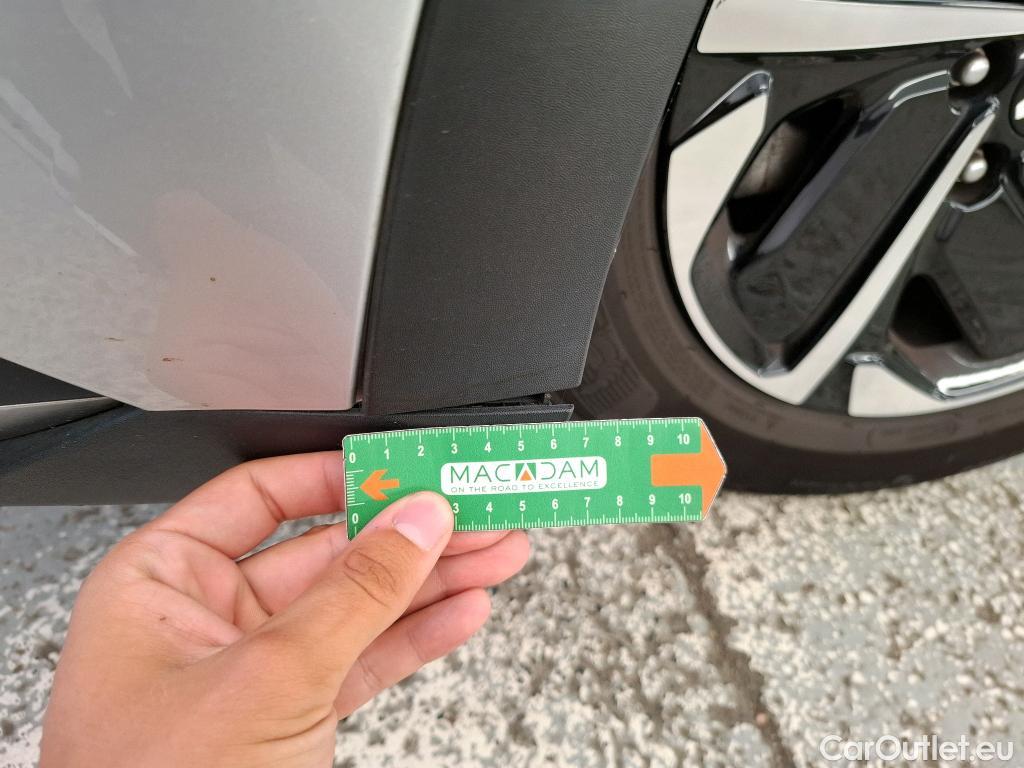 0 1 2 3 4 5 6 7 8 9 10
MACADAM
ON THE ROAD TO EXCELLENCE
0 3 4 5 6 7 8 9 10
CarOutlet.eu